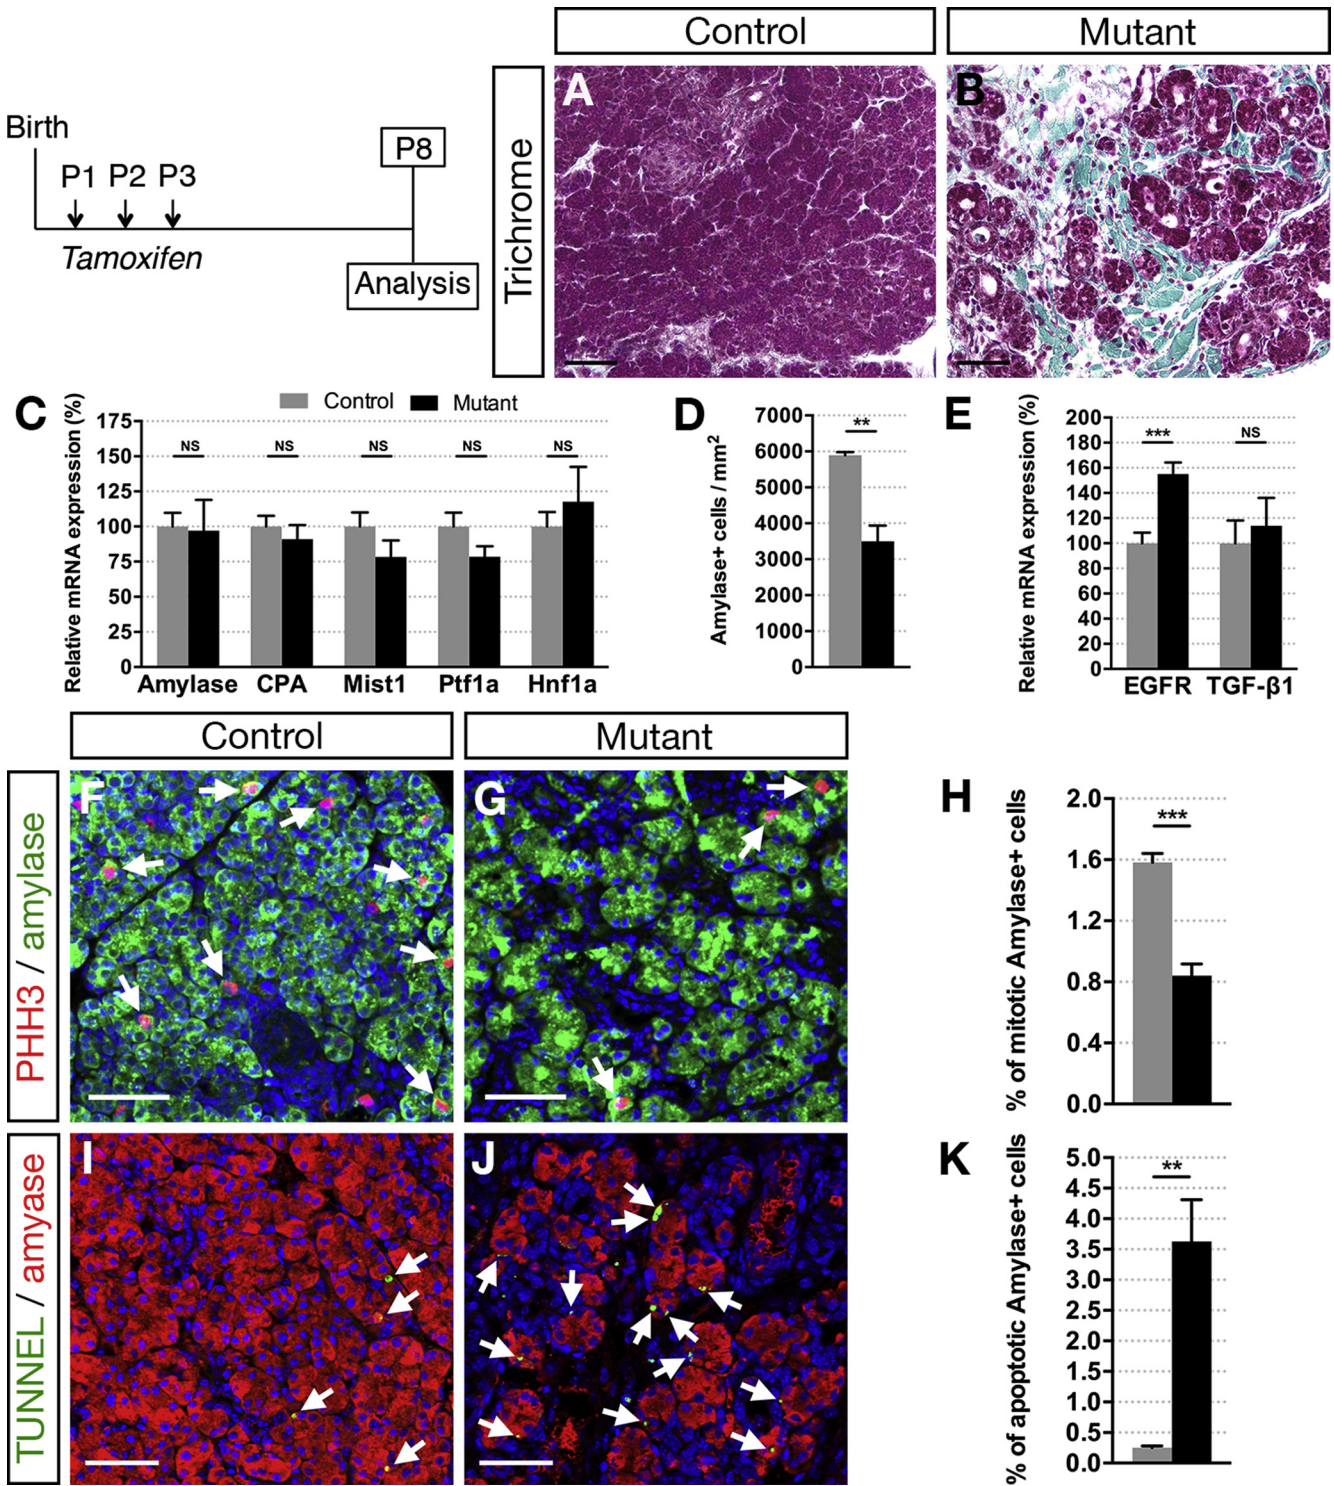 Control
Mutant
Birth
P1 P2 P3
Tamoxifen
P8
Analysis
Trichrome
A
B
C
Control
Mutant
Relative mRNA expression (%)
175
150
125
100
75
50
25
0
NS NS NS NS NS
Amylase CPA Mist1 Ptf1a Hnf1a
D
Amylase+ cells / mm2
7000
6000
5000
4000
3000
2000
1000
0
**
E
Relative mRNA expression (%)
200
180
160
140
120
100
80
60
40
20
0
*** NS
EGFR TGF-β1
Control
Mutant
PHH3 / amylase
F
G
H
% of mitotic Amylase+ cells
2.0
1.6
1.2
0.8
0.4
0.0
***
TUNNEL / amyase
I
J
K
% of apoptotic Amylase+ cells
5.0
4.5
4.0
3.5
3.0
2.5
2.0
1.5
1.0
0.5
0.0
**